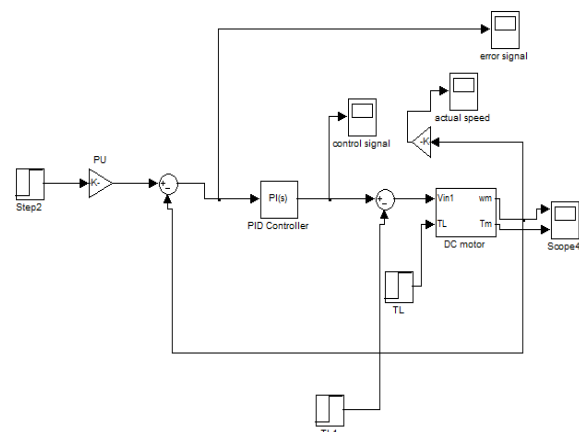 error signal
actual speed
control signal
-K
PU
-K-
+
−
Step2
PI(s)
PID Controller
+
−
Vin1 wm
TL Tm
DC motor
Scope4
TL